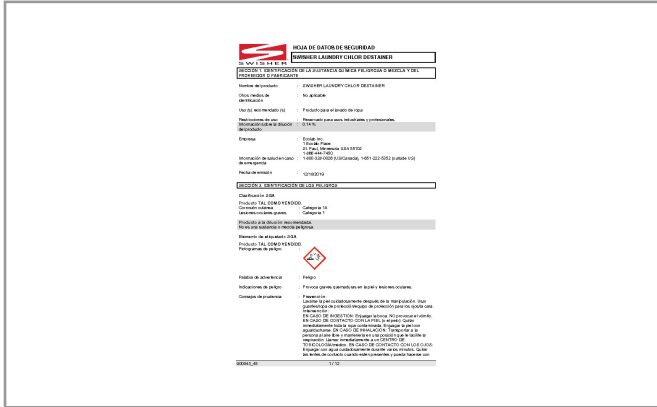 SWISHER
HOJA DE DATOS DE SEGURIDAD
SWISHER LAUNDRY CHLOR DESTAINER
SECCIÓN 1. IDENTIFICACIÓN DE LA SUSTANCIA QUÍMICA PELIGROSA O MEZCLA Y DEL
PROVEEDOR O FABRICANTE
Nombre del producto : SWISHER LAUNDRY CHLOR DESTAINER
Otros medios de : No aplicable
identificación
Uso (s) recomendado (s) : Producto para el lavado de ropa
Restricciones de uso : Reservado para usos industriales y profesionales.
Información sobre la dilución : 0.14 %
del producto
Empresa : Ecolab Inc.
1 Ecolab Place
St. Paul, Minnesota USA 55102
1-866-444-7450
Información de salud en caso : 1-800-328-0026 (US/Canada), 1-651-222-5352 (outside US)
de emergencia
Fecha de emisión : 12/18/2019
SECCIÓN 2. IDENTIFICACIÓN DE LOS PELIGROS
Clasificación SGA
Producto TAL COMO VENDIDO
Corrosión cutánea : Categoría 1A
Lesiones oculares graves : Categoría 1
Producto a la dilución recomendada
No es una sustancia o mezcla peligrosa.
Elemento de etiquetado SGA
Producto TAL COMO VENDIDO
Pictogramas de peligro :
Palabra de advertencia : Peligro
Indicaciones de peligro : Provoca graves quemaduras en la piel y lesiones oculares.
Consejos de prudencia : Prevención:
Lavarse la piel cuidadosamente después de la manipulación. Usar
guantes/ropa de protección/equipo de protección para los ojos/la cara.
Intervención:
EN CASO DE INGESTIÓN: Enjuagar la boca. NO provocar el vómito.
EN CASO DE CONTACTO CON LA PIEL (o el pelo): Quitar
inmediatamente toda la ropa contaminada. Enjuagar la piel con
agua/ducharse. EN CASO DE INHALACIÓN: Transportar a la
persona al aire libre y mantenerla en una posición que le facilite la
respiración. Llamar inmediatamente a un CENTRO DE
TOXICOLOGÍA/médico. EN CASO DE CONTACTO CON LOS OJOS:
Enjuagar con agua cuidadosamente durante varios minutos. Quitar
las lentes de contacto cuando estén presentes y pueda hacerse con
1 / 12